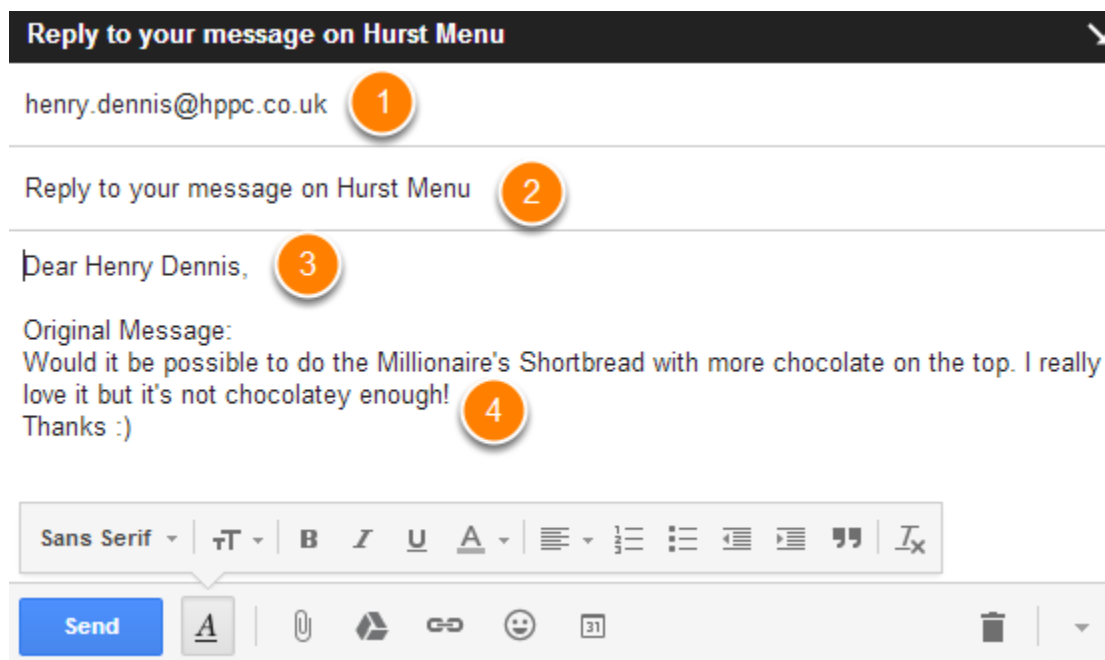 Reply to your message on Hurst Menu
henry.dennis@hppc.co.uk 1
Reply to your message on Hurst Menu 2
Dear Henry Dennis, 3
Original Message:
Would it be possible to do the Millionaire's Shortbread with more chocolate on the top. I really
love it but it's not chocolatey enough! 4
Thanks :)
Sans Serif
Send
31